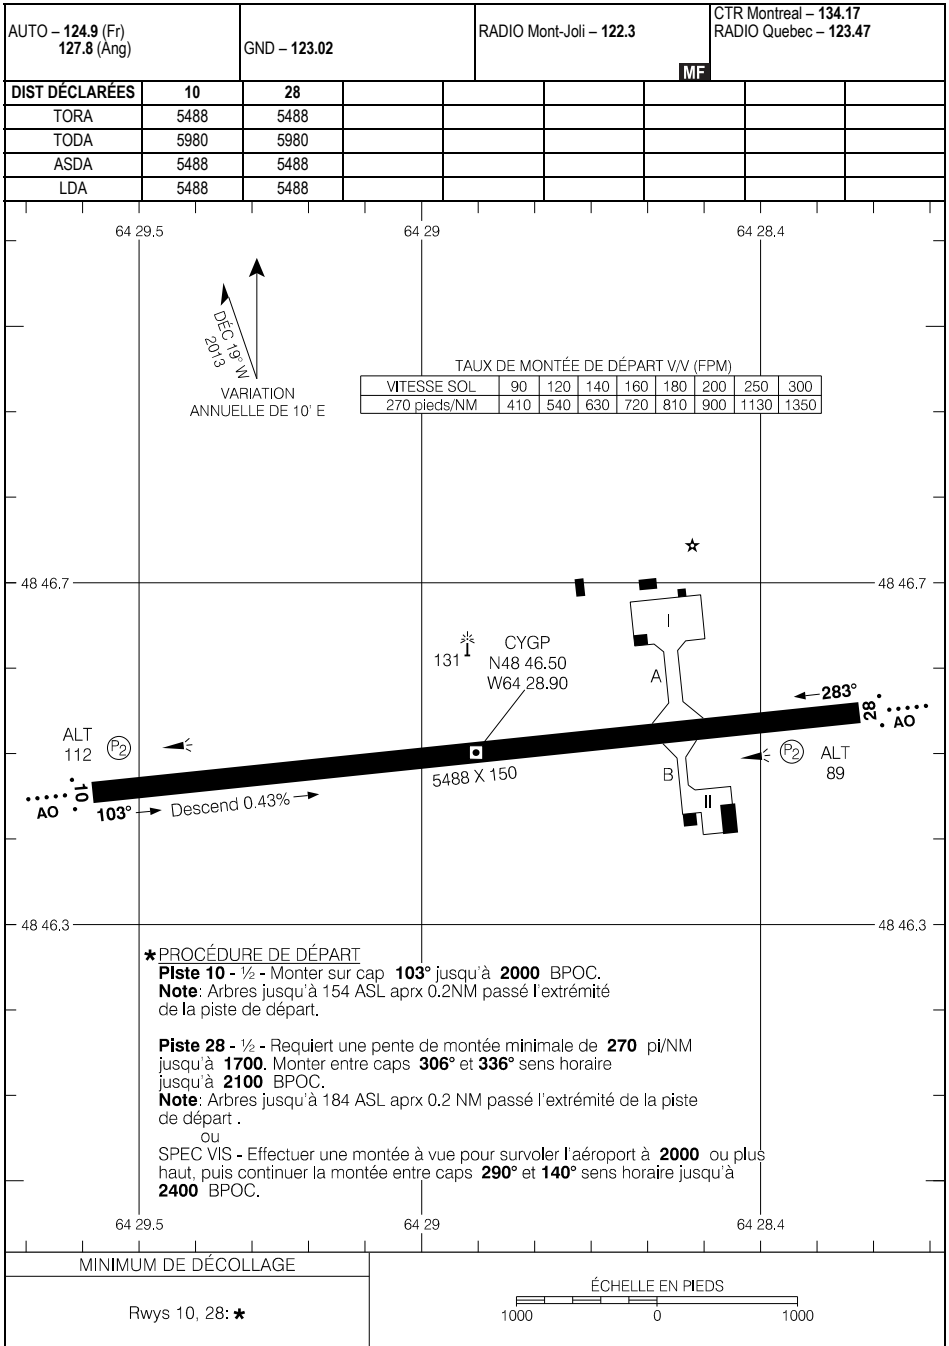 AUTO – 124.9 (Fr)
127.8 (Ang)
GND – 123.02
RADIO Mont-Joli – 122.3
MF
CTR Montreal – 134.17
RADIO Quebec – 123.47
DIST DÉCLARÉES 10 28
TORA 5488 5488
TODA 5980 5980
ASDA 5488 5488
LDA 5488 5488
64 29.5 64 29 64 28.4
DÉC 19° W
2013
VARIATION
ANNUELLE DE 10' E
TAUX DE MONTÉE DE DÉPART V/V (FPM)
VITESSE SOL 90 120 140 160 180 200 250 300
270 pieds/NM 410 540 630 720 810 900 1130 1350
48 46.7 48 46.7
I
131
CYGP
N48 46.50
W64 28.90
A
283°
28
AO
ALT
112
P2
P2
ALT
89
5488 X 150
B
II
10
AO
103°
Descend 0.43%
48 46.3 48 46.3
*PROCÉDURE DE DÉPART
Piste 10 - ½ - Monter sur cap 103° jusqu'à 2000 BPOC.
Note: Arbres jusqu'à 154 ASL aprx 0.2NM passé l'extrémité
de la piste de départ.
Piste 28 - ½ - Requiert une pente de montée minimale de 270 pi/NM
jusqu'à 1700. Monter entre caps 306° et 336° sens horaire
jusqu'à 2100 BPOC.
Note: Arbres jusqu'à 184 ASL aprx 0.2 NM passé l'extrémité de la piste
de départ .
ou
SPEC VIS - Effectuer une montée à vue pour survoler l'aéroport à 2000 ou plus
haut, puis continuer la montée entre caps 290° et 140° sens horaire jusqu'à
2400 BPOC.
64 29.5 64 29 64 28.4
MINIMUM DE DÉCOLLAGE
Rwys 10, 28: *
ÉCHELLE EN PIEDS
1000 0 1000